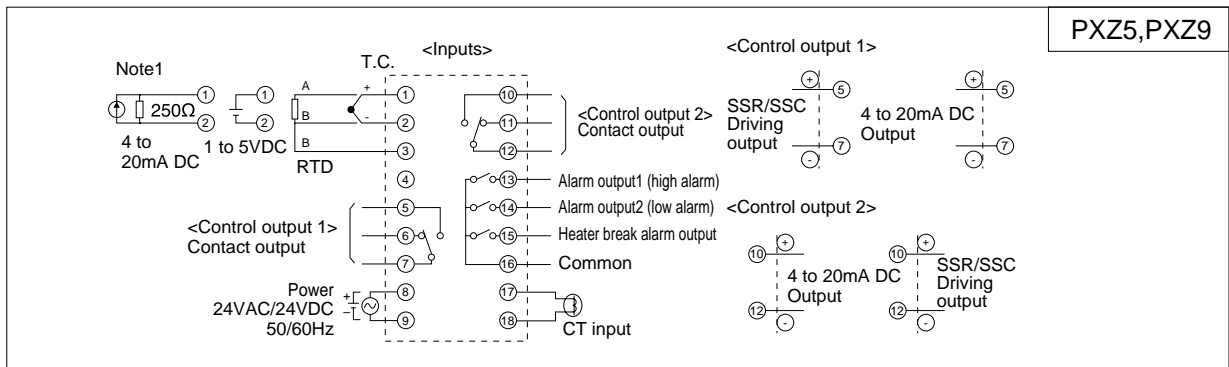 PXZ5,PXZ9
<Inputs>
<Control output 1>
Note1
T.C.
1
2
250Ω
4 to
20mA DC
1
2
1 to 5VDC
A
B
B
RTD
+
-
1
2
3
4
5
6
7
8
9
<Control output 1>
Contact output
Power
24VAC/24VDC
50/60Hz
+
−
10
11
12
13
14
15
16
17
18
<Control output 2>
Contact output
Alarm output1 (high alarm)
Alarm output2 (low alarm)
Heater break alarm output
Common
CT input
SSR/SSC
Driving
output
+
5
7
-
4 to 20mA DC
Output
+
5
7
-
<Control output 2>
10
+
12
-
4 to 20mA DC
Output
10
+
12
-
SSR/SSC
Driving
output